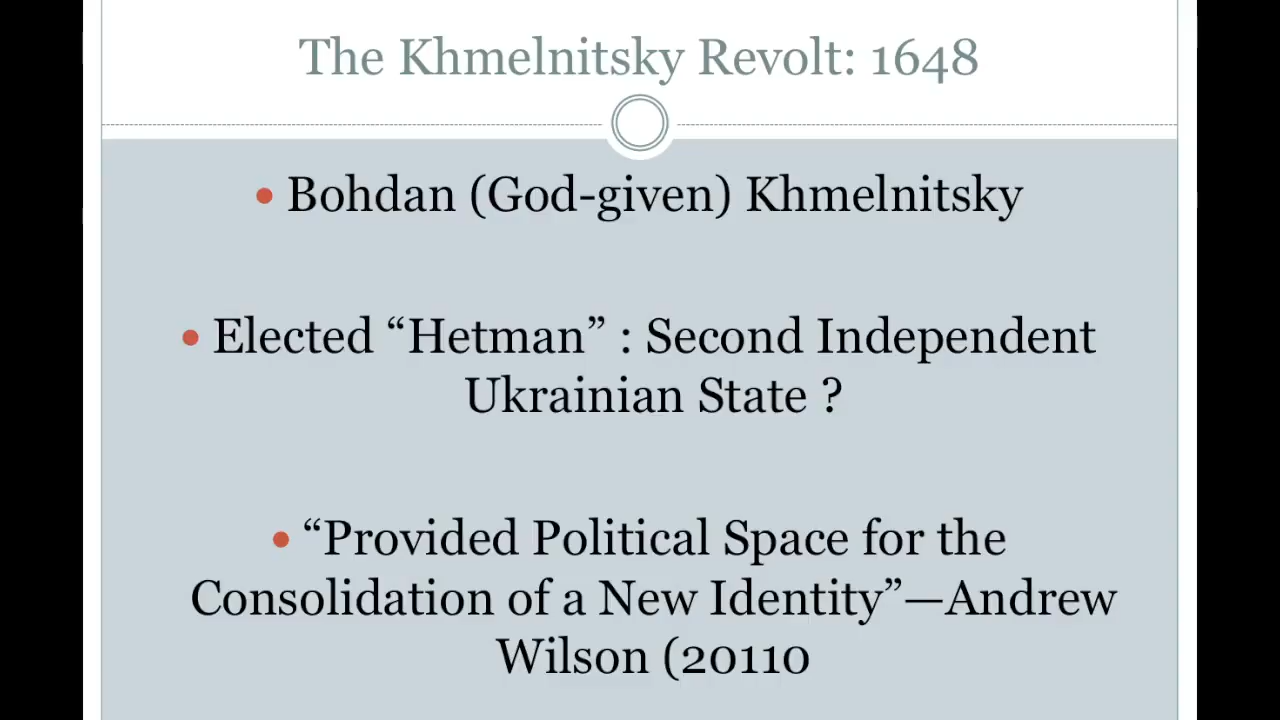 The Khmelnitsky Revolt: 1648
• Bohdan (God-given) Khmelnitsky
• Elected “Hetman” : Second Independent
Ukrainian State ?
• “Provided Political Space for the
Consolidation of a New Identity”—Andrew
Wilson (20110